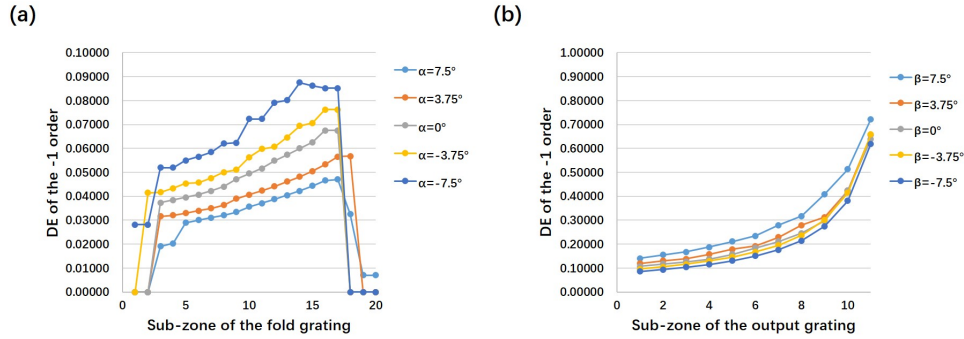 (a)
DE of the -1 order
0.10000
0.09000
0.08000
0.07000
0.06000
0.05000
0.04000
0.03000
0.02000
0.01000
0.00000
0 5 10 15 20
Sub-zone of the fold grating
α=7.5°
α=3.75°
α=0°
α=-3.75°
α=-7.5°
(b)
DE of the -1 order
1.00000
0.90000
0.80000
0.70000
0.60000
0.50000
0.40000
0.30000
0.20000
0.10000
0.00000
0 2 4 6 8 10
Sub-zone of the output grating
β=7.5°
β=3.75°
β=0°
β=-3.75°
β=-7.5°